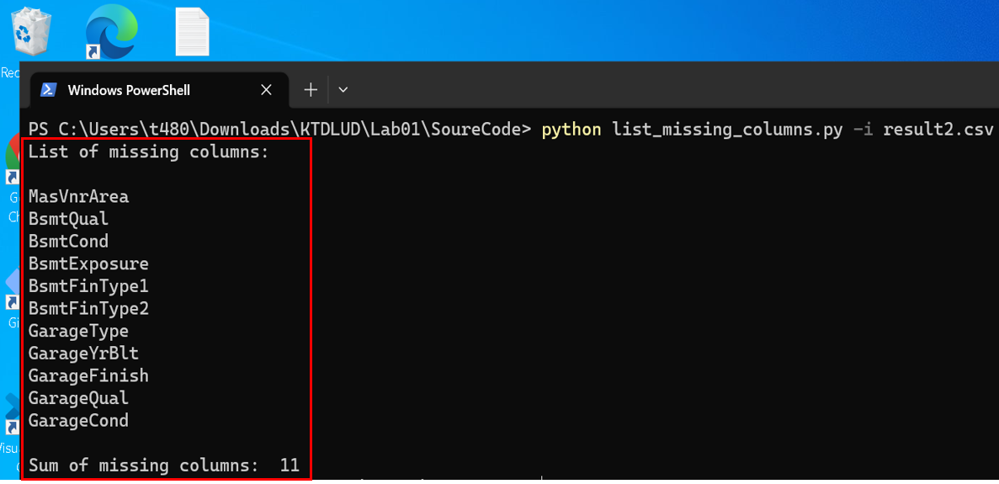 Rec
Windows PowerShell
PS C:\Users\t480\Downloads\KTDLUD\Lab01\SoureCode> python list_missing_columns.py -i result2.csv
List of missing columns:
MasVnrArea
BsmtQual
BsmtCond
BsmtExposure
BsmtFinType1
BsmtFinType2
GarageType
GarageYrBlt
GarageFinish
GarageQual
GarageCond
Sum of missing columns: 11
G
Ch
Gi
Visu